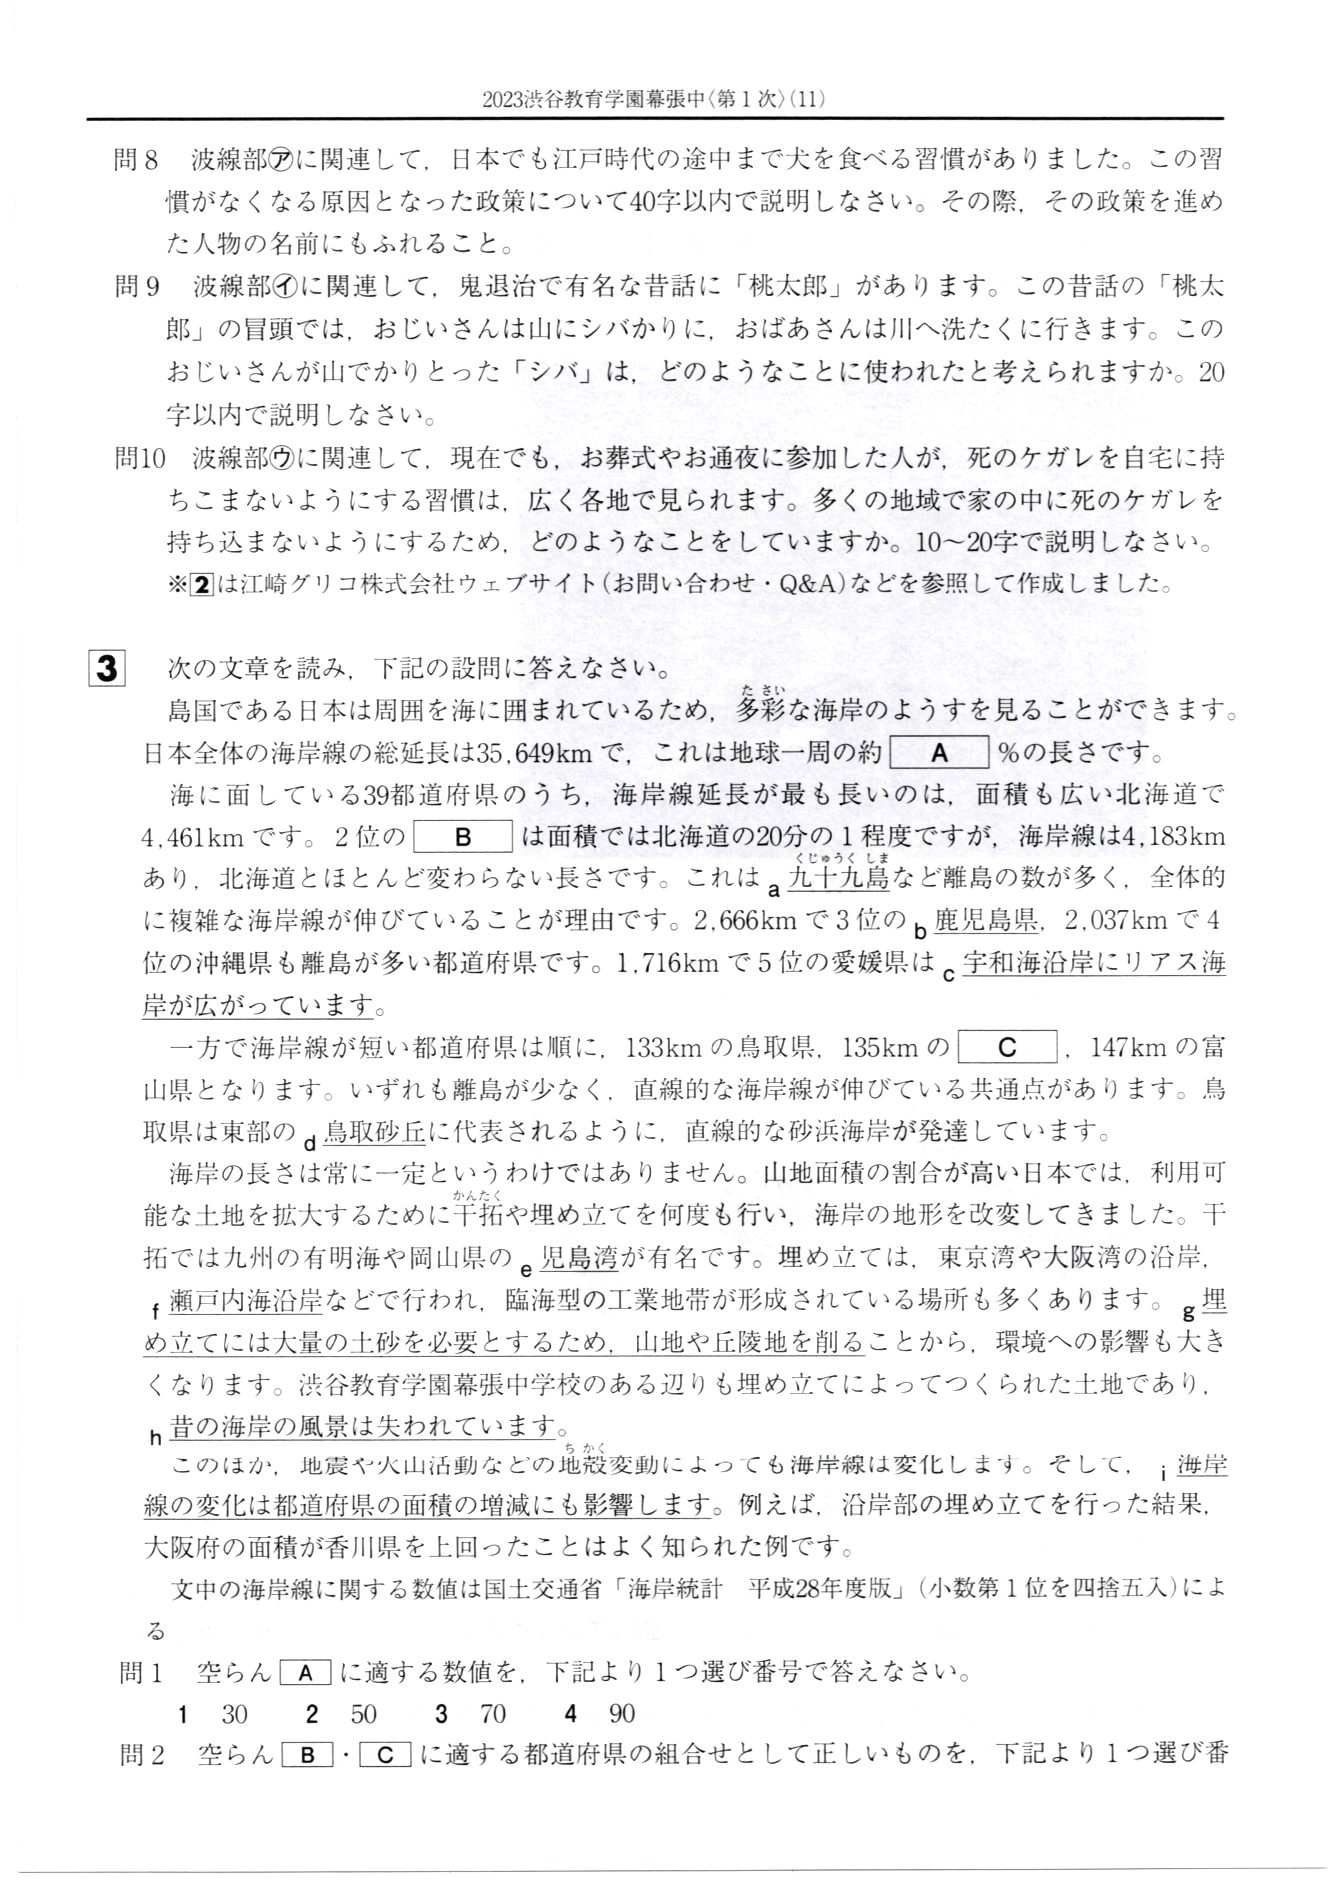 2023渋谷教育学園幕張中〈第1次〉(11)
問8 波線部㋐に関連して，日本でも江戸時代の途中まで犬を食べる習慣がありました。この習
慣がなくなる原因となった政策について40字以内で説明しなさい。その際，その政策を進め
た人物の名前にもふれること。
問9 波線部㋑に関連して，鬼退治で有名な昔話に「桃太郎」があります。この昔話の「桃太
郎」の冒頭では，おじいさんは山にシバかりに，おばあさんは川へ洗たくに行きます。この
おじいさんが山でかりとった「シバ」は，どのようなことに使われたと考えられますか。20
字以内で説明しなさい。
問10 波線部㋒に関連して，現在でも，お葬式やお通夜に参加した人が，死のケガレを自宅に持
ちこまないようにする習慣は，広く各地で見られます。多くの地域で家の中に死のケガレを
持ち込まないようにするため，どのようなことをしていますか。10～20字で説明しなさい。
※2は江崎グリコ株式会社ウェブサイト(お問い合わせ・Q&A)などを参照して作成しました。
3 次の文章を読み，下記の設問に答えなさい。
島国である日本は周囲を海に囲まれているため，多彩な海岸のようすを見ることができます。
日本全体の海岸線の総延長は35,649kmで，これは地球一周の約 A %の長さです。
海に面している39都道府県のうち，海岸線延長が最も長いのは，面積も広い北海道で
4,461kmです。2位の B は面積では北海道の20分の1程度ですが，海岸線は4,183km
あり，北海道とほとんど変わらない長さです。これは a 九十九島など離島の数が多く，全体的
に複雑な海岸線が伸びていることが理由です。2,666kmで3位の b 鹿児島県，2,037kmで4
位の沖縄県も離島が多い都道府県です。1,716kmで5位の愛媛県は c 宇和海沿岸にリアス海
岸が広がっています。
一方で海岸線が短い都道府県は順に，133kmの鳥取県，135kmの C ，147kmの富
山県となります。いずれも離島が少なく，直線的な海岸線が伸びている共通点があります。鳥
取県は東部の d 鳥取砂丘に代表されるように，直線的な砂浜海岸が発達しています。
海岸の長さは常に一定というわけではありません。山地面積の割合が高い日本では，利用可
能な土地を拡大するために干拓や埋め立てを何度も行い，海岸の地形を改変してきました。干
拓では九州の有明海や岡山県の e 児島湾が有名です。埋め立ては，東京湾や大阪湾の沿岸，
f 瀬戸内海沿岸などで行われ，臨海型の工業地帯が形成されている場所も多くあります。 g 埋
め立てには大量の土砂を必要とするため，山地や丘陵地を削ることから，環境への影響も大き
くなります。渋谷教育学園幕張中学校のある辺りも埋め立てによってつくられた土地であり，
h 昔の海岸の風景は失われています。
このほか，地震や火山活動などの地殻変動によっても海岸線は変化します。そして， i 海岸
線の変化は都道府県の面積の増減にも影響します。例えば，沿岸部の埋め立てを行った結果，
大阪府の面積が香川県を上回ったことはよく知られた例です。
文中の海岸線に関する数値は国土交通省「海岸統計 平成28年度版」(小数第1位を四捨五入)によ
る
問1 空らん A に適する数値を，下記より1つ選び番号で答えなさい。
1 30 2 50 3 70 4 90
問2 空らん B ・ C に適する都道府県の組合せとして正しいものを，下記より1つ選び番